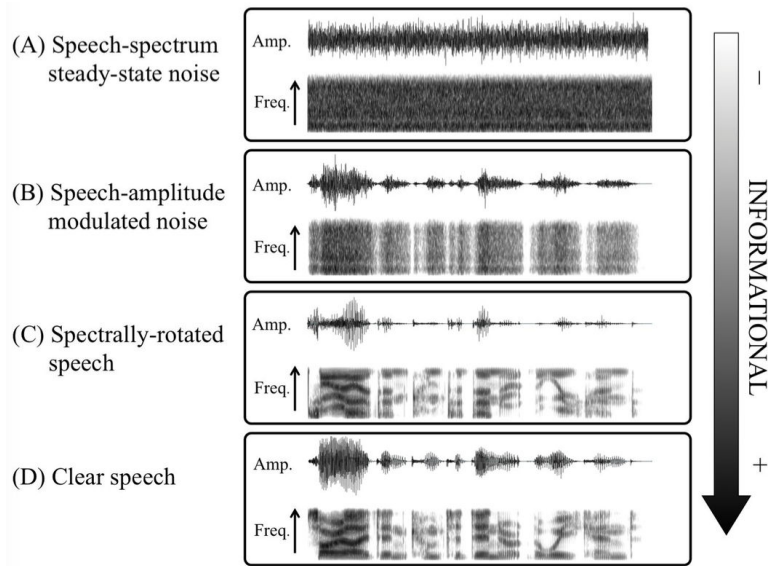 (A) Speech-spectrum
steady-state noise
Amp.
Freq.
(B) Speech-amplitude
modulated noise
Amp.
Freq.
(C) Spectrally-rotated
speech
Amp.
Freq.
(D) Clear speech
Amp.
Freq.
−
INFORMATIONAL
+